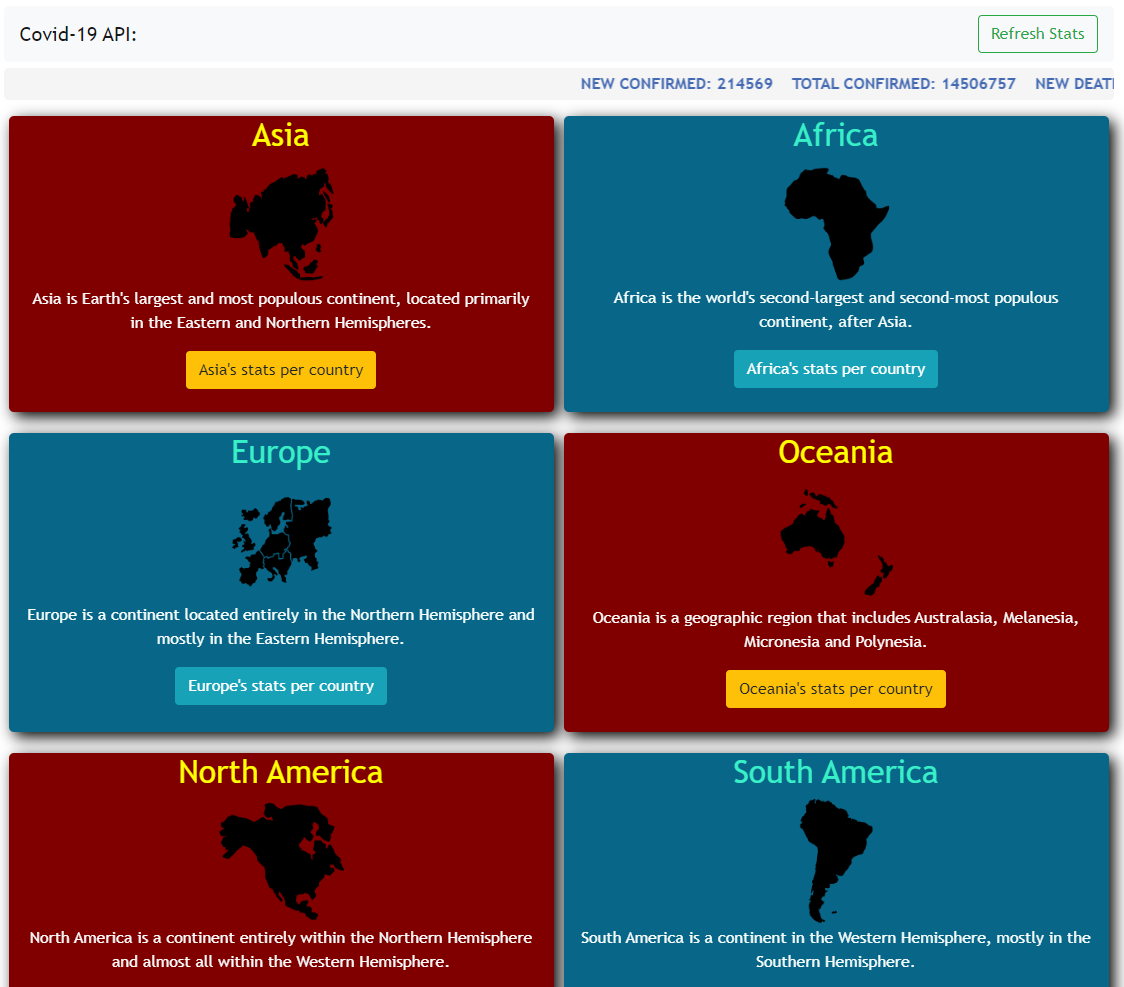 Covid-19 API:
Refresh Stats
NEW CONFIRMED: 214569 TOTAL CONFIRMED: 14506757 NEW DEAT
Asia
Asia is Earth's largest and most populous continent, located primarily
in the Eastern and Northern Hemispheres.
Asia's stats per country
Africa
Africa is the world's second-largest and second-most populous
continent, after Asia.
Africa's stats per country
Europe
Europe is a continent located entirely in the Northern Hemisphere and
mostly in the Eastern Hemisphere.
Europe's stats per country
Oceania
Oceania is a geographic region that includes Australasia, Melanesia,
Micronesia and Polynesia.
Oceania's stats per country
North America
North America is a continent entirely within the Northern Hemisphere
and almost all within the Western Hemisphere.
South America
South America is a continent in the Western Hemisphere, mostly in the
Southern Hemisphere.